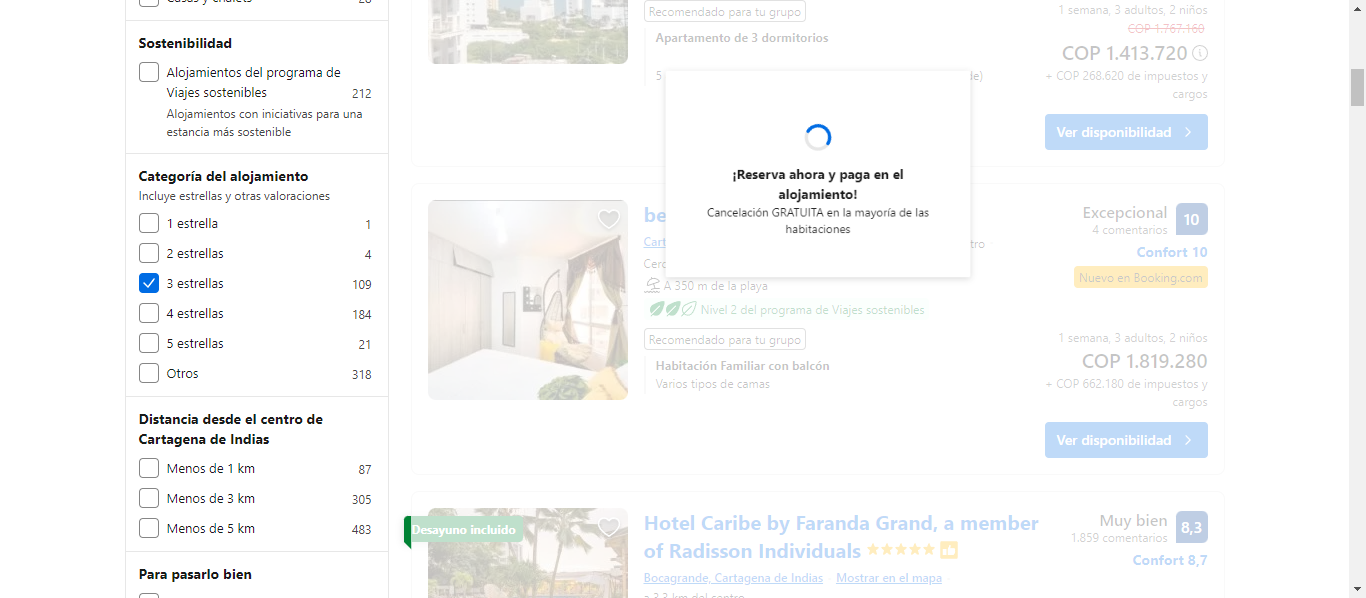 Casas y chalets 28
Sostenibilidad
Alojamientos del programa de
Viajes sostenibles 212
Alojamientos con iniciativas para una
estancia más sostenible
Categoría del alojamiento
Incluye estrellas y otras valoraciones
1 estrella 1
2 estrellas 4
3 estrellas 109
4 estrellas 184
5 estrellas 21
Otros 318
Distancia desde el centro de
Cartagena de Indias
Menos de 1 km 87
Menos de 3 km 305
Menos de 5 km 483
Para pasarlo bien
Recomendado para tu grupo
Apartamento de 3 dormitorios
5
de)
1 semana, 3 adultos, 2 niños
COP 1.767.160
COP 1.413.720
+ COP 268.620 de impuestos y
cargos
Ver disponibilidad
¡Reserva ahora y paga en el
alojamiento!
Cancelación GRATUITA en la mayoría de las
habitaciones
be
Cart
tro
Cerc
A 350 m de la playa
Nivel 2 del programa de Viajes sostenibles
Recomendado para tu grupo
Habitación Familiar con balcón
Varios tipos de camas
Excepcional 10
4 comentarios
Confort 10
Nuevo en Booking.com
1 semana, 3 adultos, 2 niños
COP 1.819.280
+ COP 662.180 de impuestos y
cargos
Ver disponibilidad
Desayuno incluido
Hotel Caribe by Faranda Grand, a member
of Radisson Individuals
Bocagrande, Cartagena de Indias Mostrar en el mapa
a 3,3 km del centro
Muy bien 8,3
1.859 comentarios
Confort 8,7